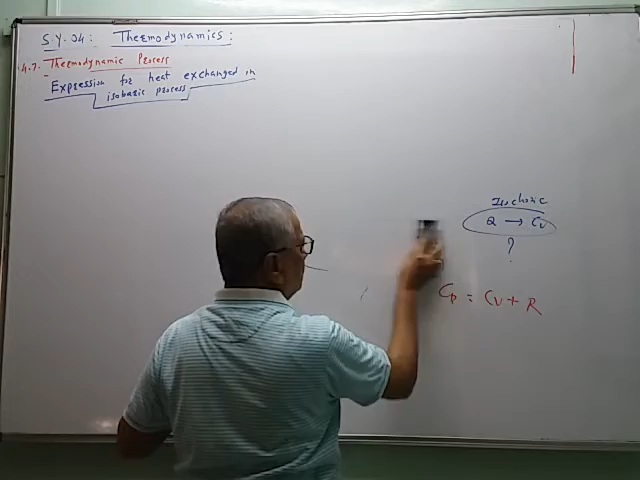 S.Y. 04: Thermodynamics:
4.7. Thermodynamic Process
Expression for heat exchanged in
isobaric process
Isochoric
Q → Cv
?
Cp = Cv + R